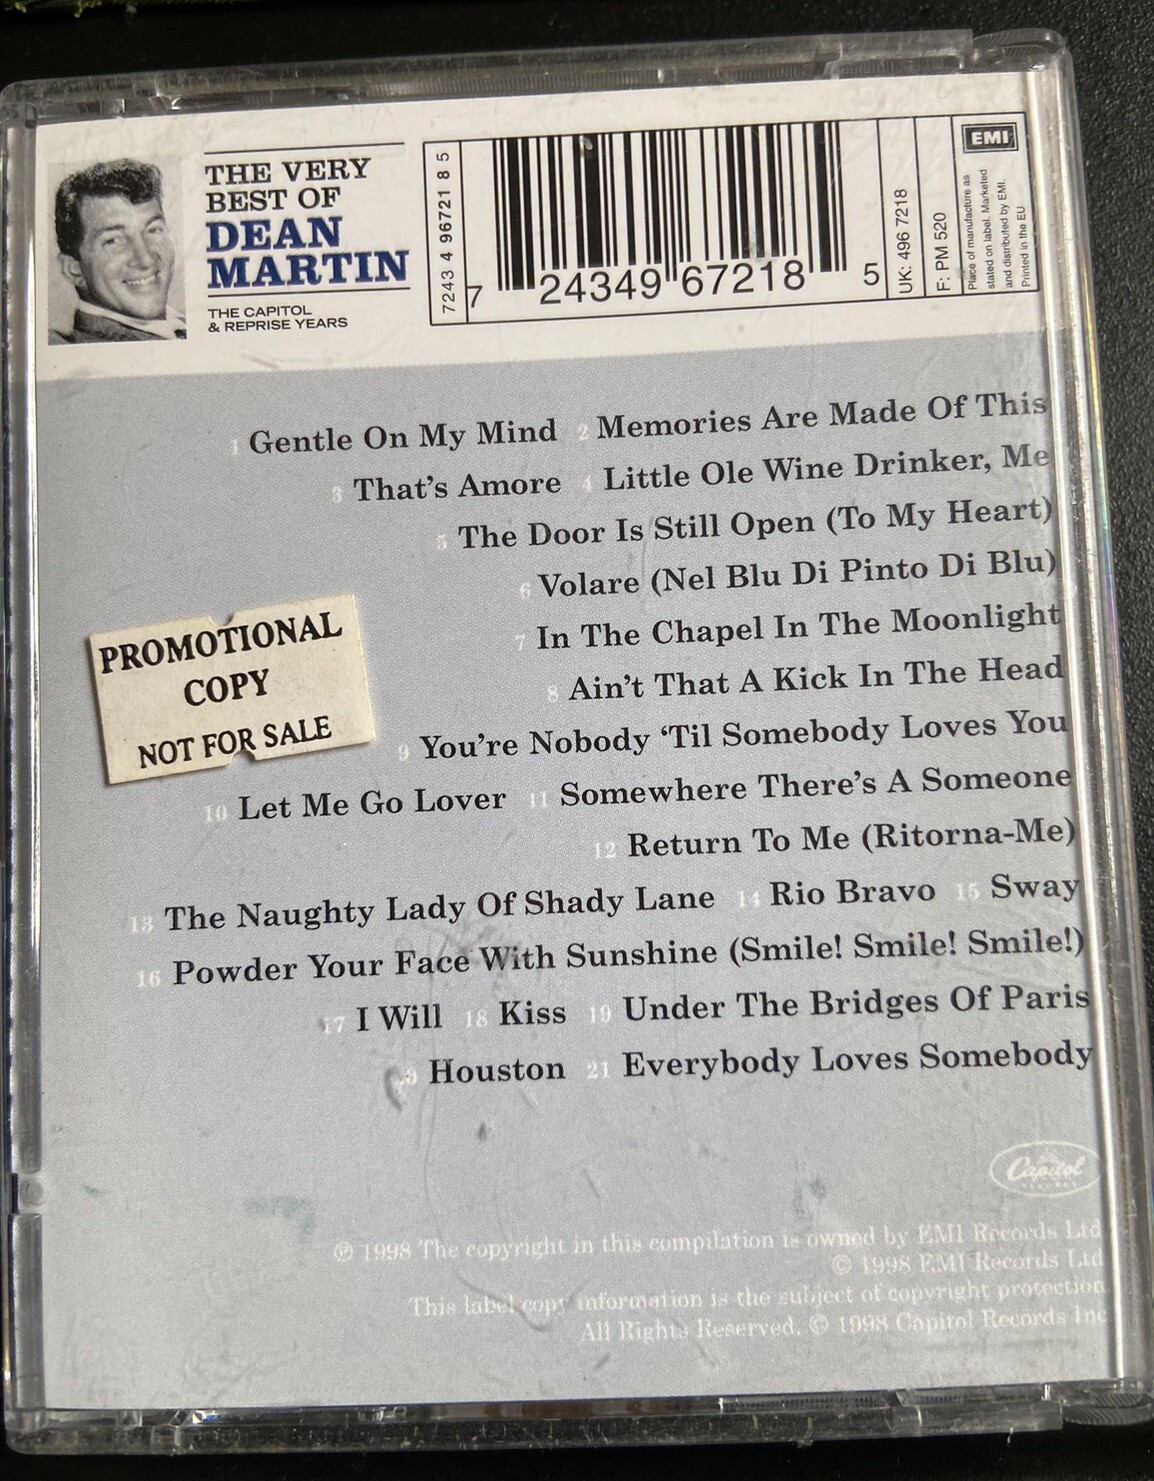 THE VERY
BEST OF
DEAN
MARTIN
THE CAPITOL
& REPRISE YEARS
7243 4 96721 8 5
7 24349 67218 5
UK: 496 7218
F: PM 520
EMI
Place of manufacture as
stated on label. Marketed
and distributed by EMI.
Printed in the EU
1 Gentle On My Mind 2 Memories Are Made Of This
3 That's Amore 4 Little Ole Wine Drinker, Me
5 The Door Is Still Open (To My Heart)
6 Volare (Nel Blu Di Pinto Di Blu)
7 In The Chapel In The Moonlight
8 Ain't That A Kick In The Head
9 You're Nobody 'Til Somebody Loves You
10 Let Me Go Lover 11 Somewhere There's A Someone
12 Return To Me (Ritorna-Me)
13 The Naughty Lady Of Shady Lane 14 Rio Bravo 15 Sway
16 Powder Your Face With Sunshine (Smile! Smile! Smile!)
17 I Will 18 Kiss 19 Under The Bridges Of Paris
Houston 21 Everybody Loves Somebody
PROMOTIONAL
COPY
NOT FOR SALE
Capitol
℗ 1998 The copyright in this compilation is owned by EMI Records Ltd
© 1998 EMI Records Ltd
This label copy information is the subject of copyright protection
All Rights Reserved. © 1998 Capitol Records Inc